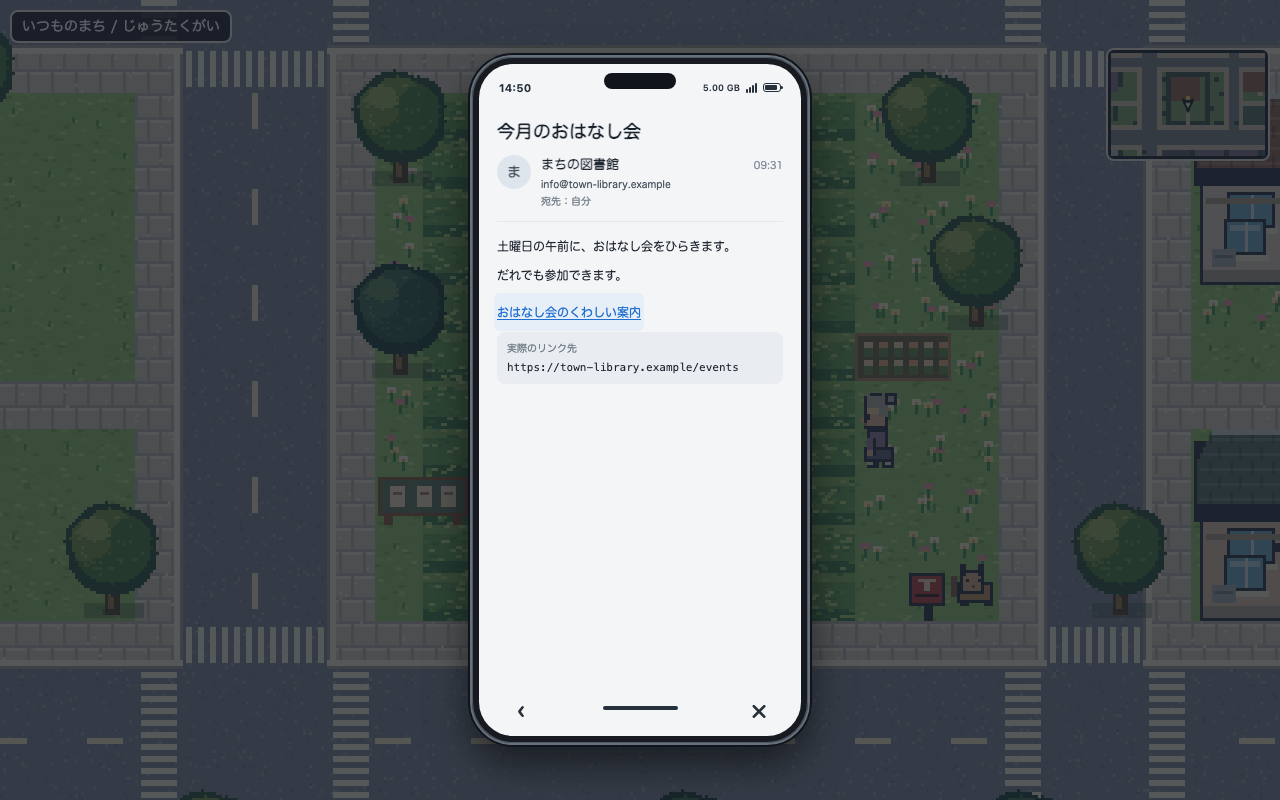 いつものまち / じゅうたくがい
14:50
5.00 GB
今月のおはなし会
ま
まちの図書館
09:31
info@town-library.example
宛先：自分
土曜日の午前に、おはなし会をひらきます。
だれでも参加できます。
おはなし会のくわしい案内
実際のリンク先
https://town-library.example/events